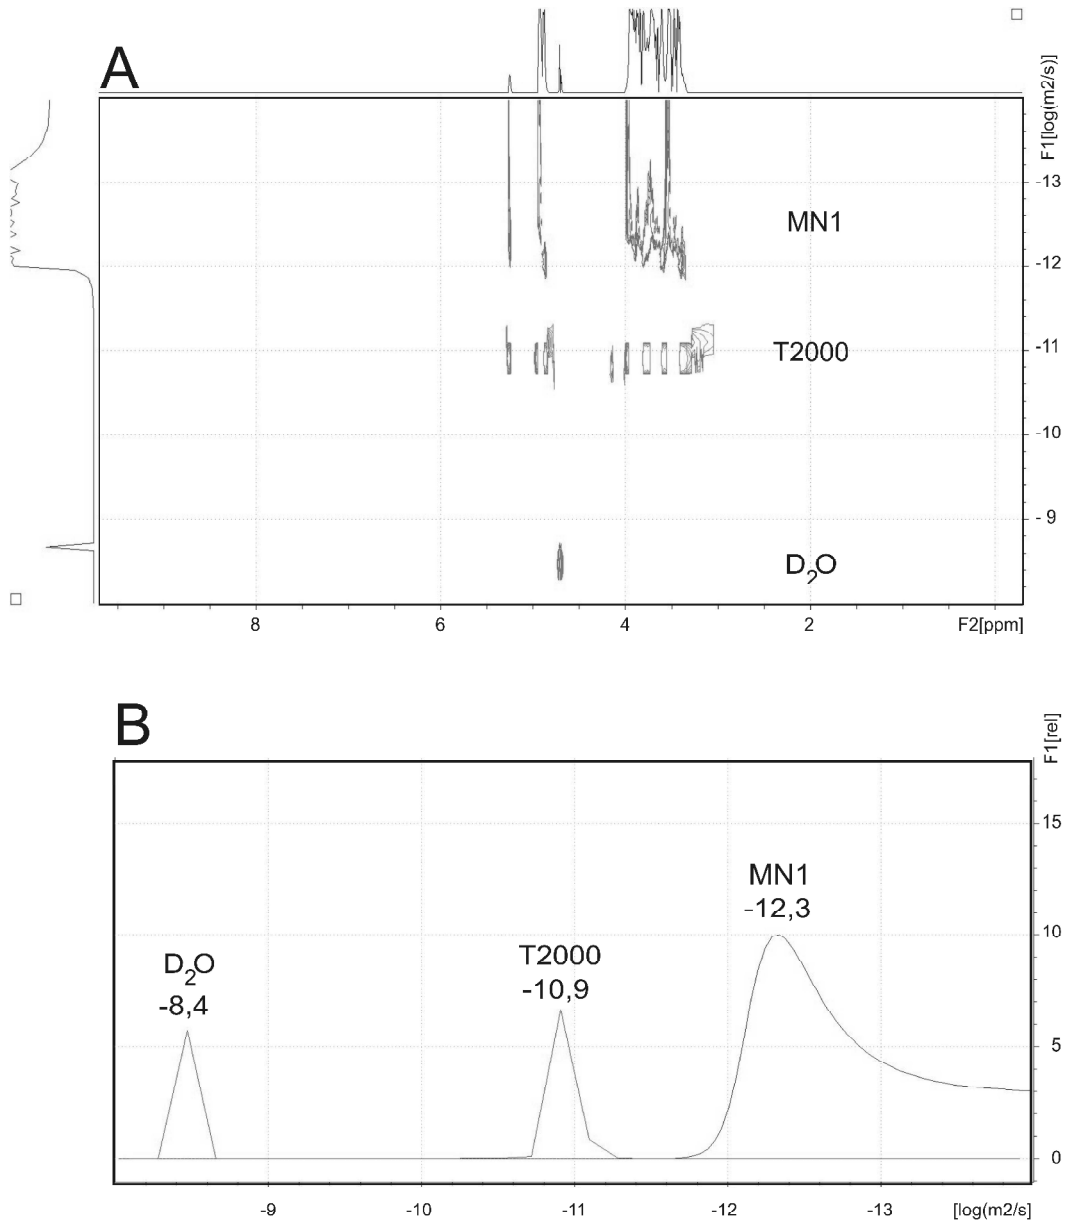 A
F1[log(m2/s)]
-13
MN1
-12
T2000
-11
-10
-9
D₂O
8 6 4 2 F2[ppm]
B
F1[rel]
15
MN1
-12,3
10
D₂O
-8,4
T2000
-10,9
5
0
-9 -10 -11 -12 -13 [log(m2/s]